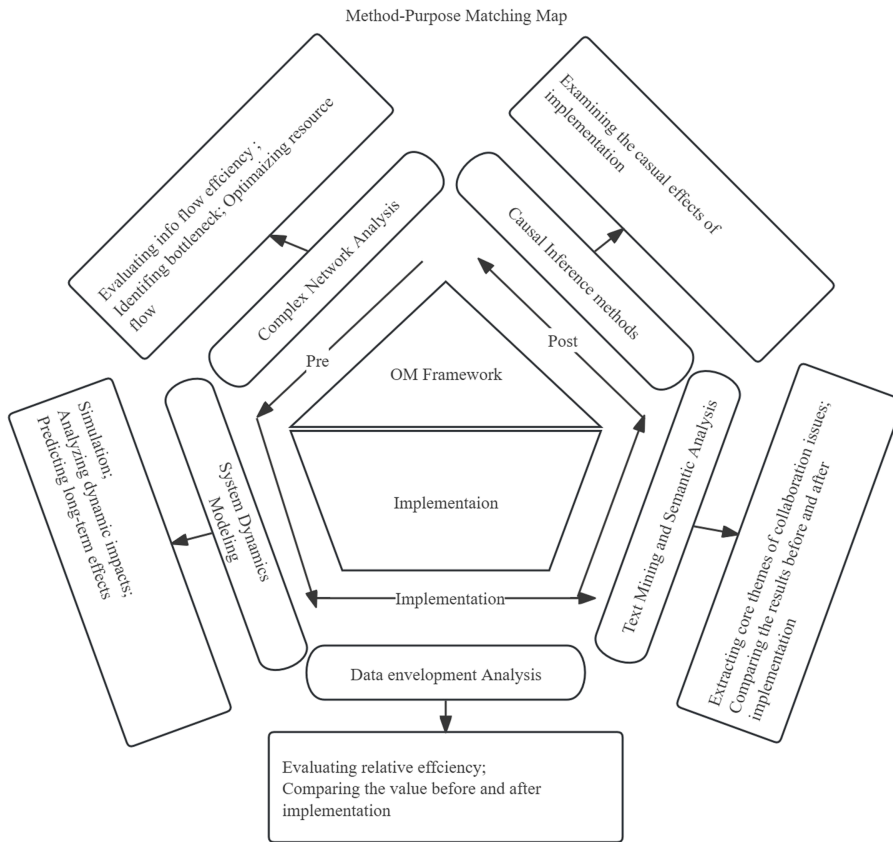 Method-Purpose Matching Map
Evaluating info flow effciency ;
Identifing bottleneck; Optimaizing resource
flow
Complex Network Analysis
Examining the casual effects of
implementation
Causal Inference methods
Pre
Post
OM Framework
Implementaion
Implementation
Simulation;
Analyzing dynamic impacts;
Predicting long-term effects
System Dynamics
Modeling
Text Mining and Semantic Analysis
Extracting core themes of collaboration issues;
Comparing the results before and after
implementation
Data envelopment Analysis
Evaluating relative effciency;
Comparing the value before and after
implementation